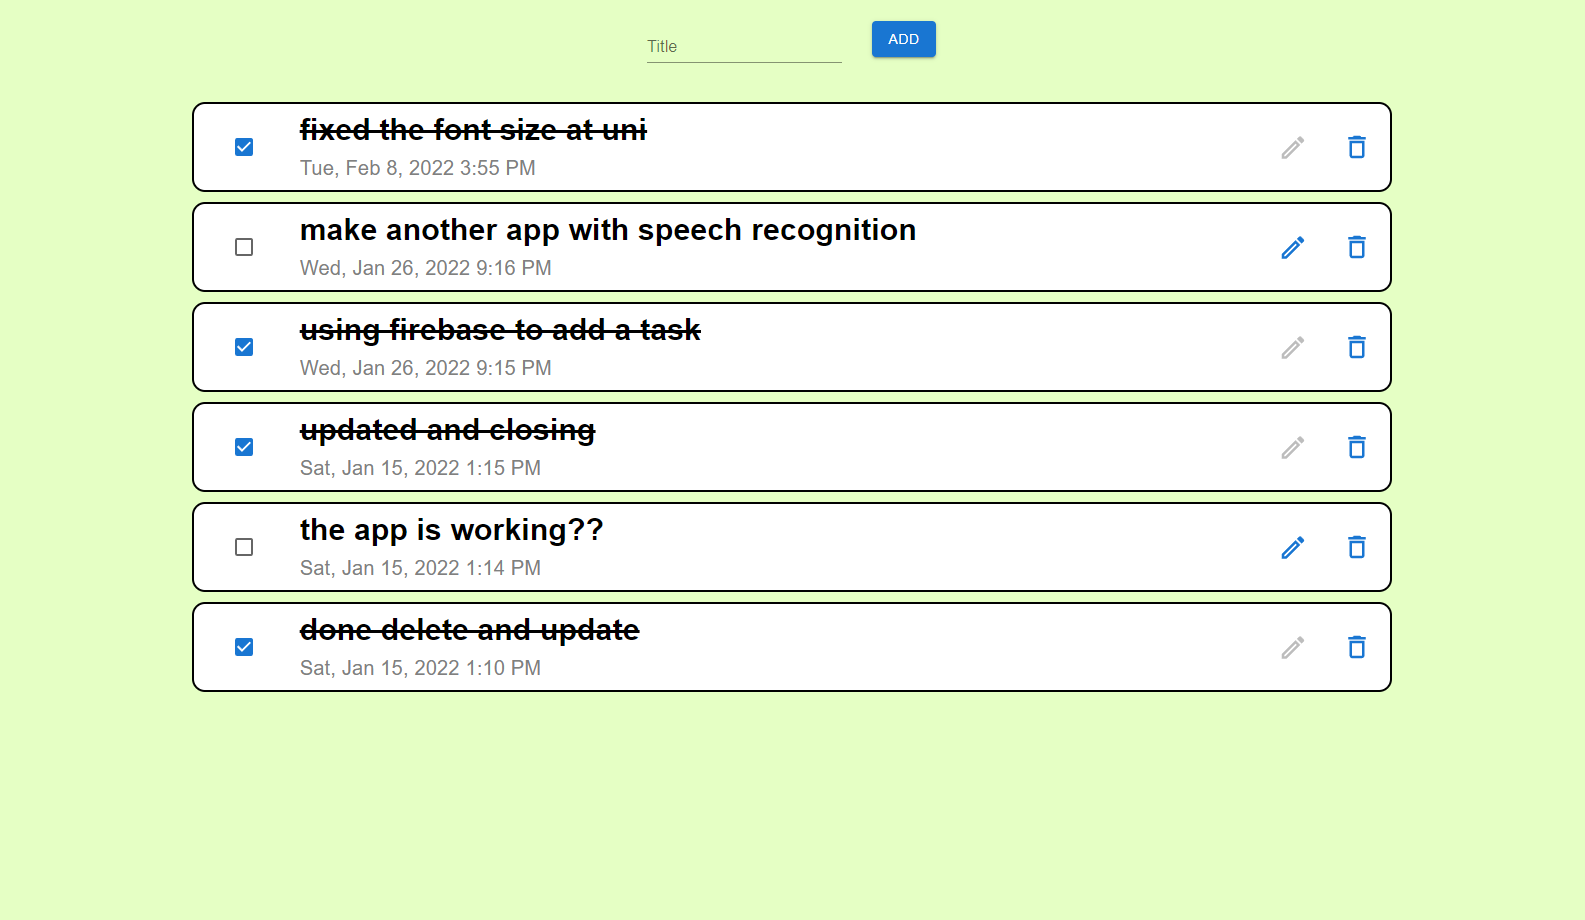 Title
ADD
fixed the font size at uni
Tue, Feb 8, 2022 3:55 PM
make another app with speech recognition
Wed, Jan 26, 2022 9:16 PM
using firebase to add a task
Wed, Jan 26, 2022 9:15 PM
updated and closing
Sat, Jan 15, 2022 1:15 PM
the app is working??
Sat, Jan 15, 2022 1:14 PM
done delete and update
Sat, Jan 15, 2022 1:10 PM